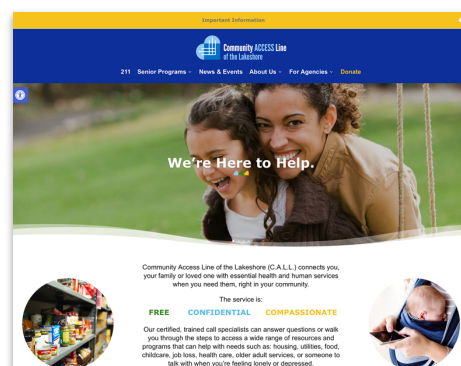 Important Information
Community ACCESS Line
of the Lakeshore
211 Senior Programs News & Events About Us For Agencies Donate
We're Here to Help.
Community Access Line of the Lakeshore (C.A.L.L.) connects you,
your family or loved one with essential health and human services
when you need them, right in your community.
The service is:
FREE CONFIDENTIAL COMPASSIONATE
Our certified, trained call specialists can answer questions or walk
you through the steps to access a wide range of resources and
programs that can help with needs such as: housing, utilities, food,
childcare, job loss, health care, older adult services, or someone to
talk with when you're feeling lonely or depressed.